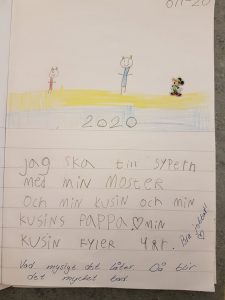 2020
jag SKA till SYPERN
MED MIN MOSTER
OCH MIN KUSIN OCH MIN
KUSINS PAPPA MIN
KUSIN FYLER 4 ÅR.
Vad mysigt det låter. Då blir
det mycket bad.